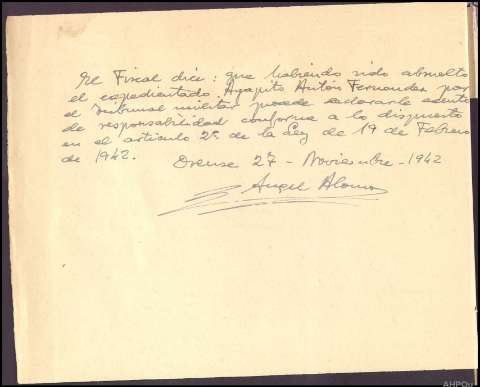 El Fiscal dice: que habiendo sido absuelto
el expedientado Agapito Antón Fernandez por
el Tribunal militar procede declararle exento
de responsabilidad conforme a lo dispuesto
en el artículo 2º de la Ley de 19 de Febrero
de 1942.
Orense 27 - Noviembre - 1942
Angel Alonso
AHPOu